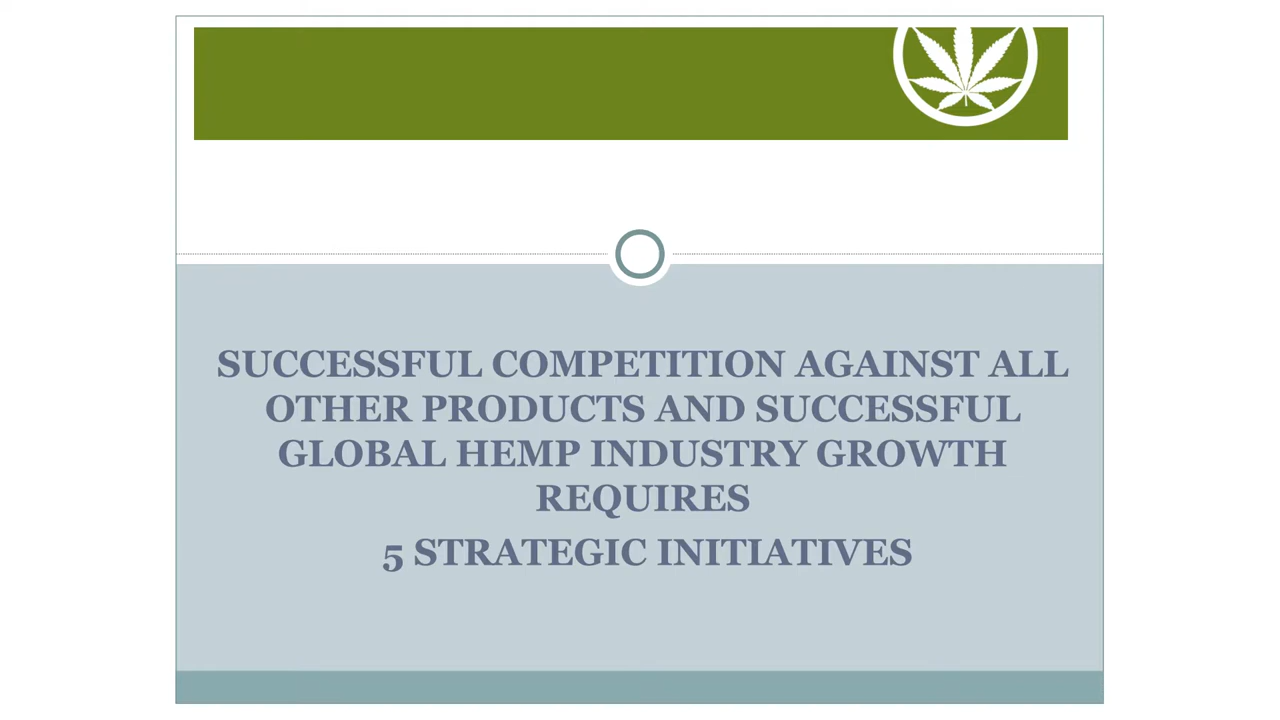 SUCCESSFUL COMPETITION AGAINST ALL
OTHER PRODUCTS AND SUCCESSFUL
GLOBAL HEMP INDUSTRY GROWTH
REQUIRES
5 STRATEGIC INITIATIVES